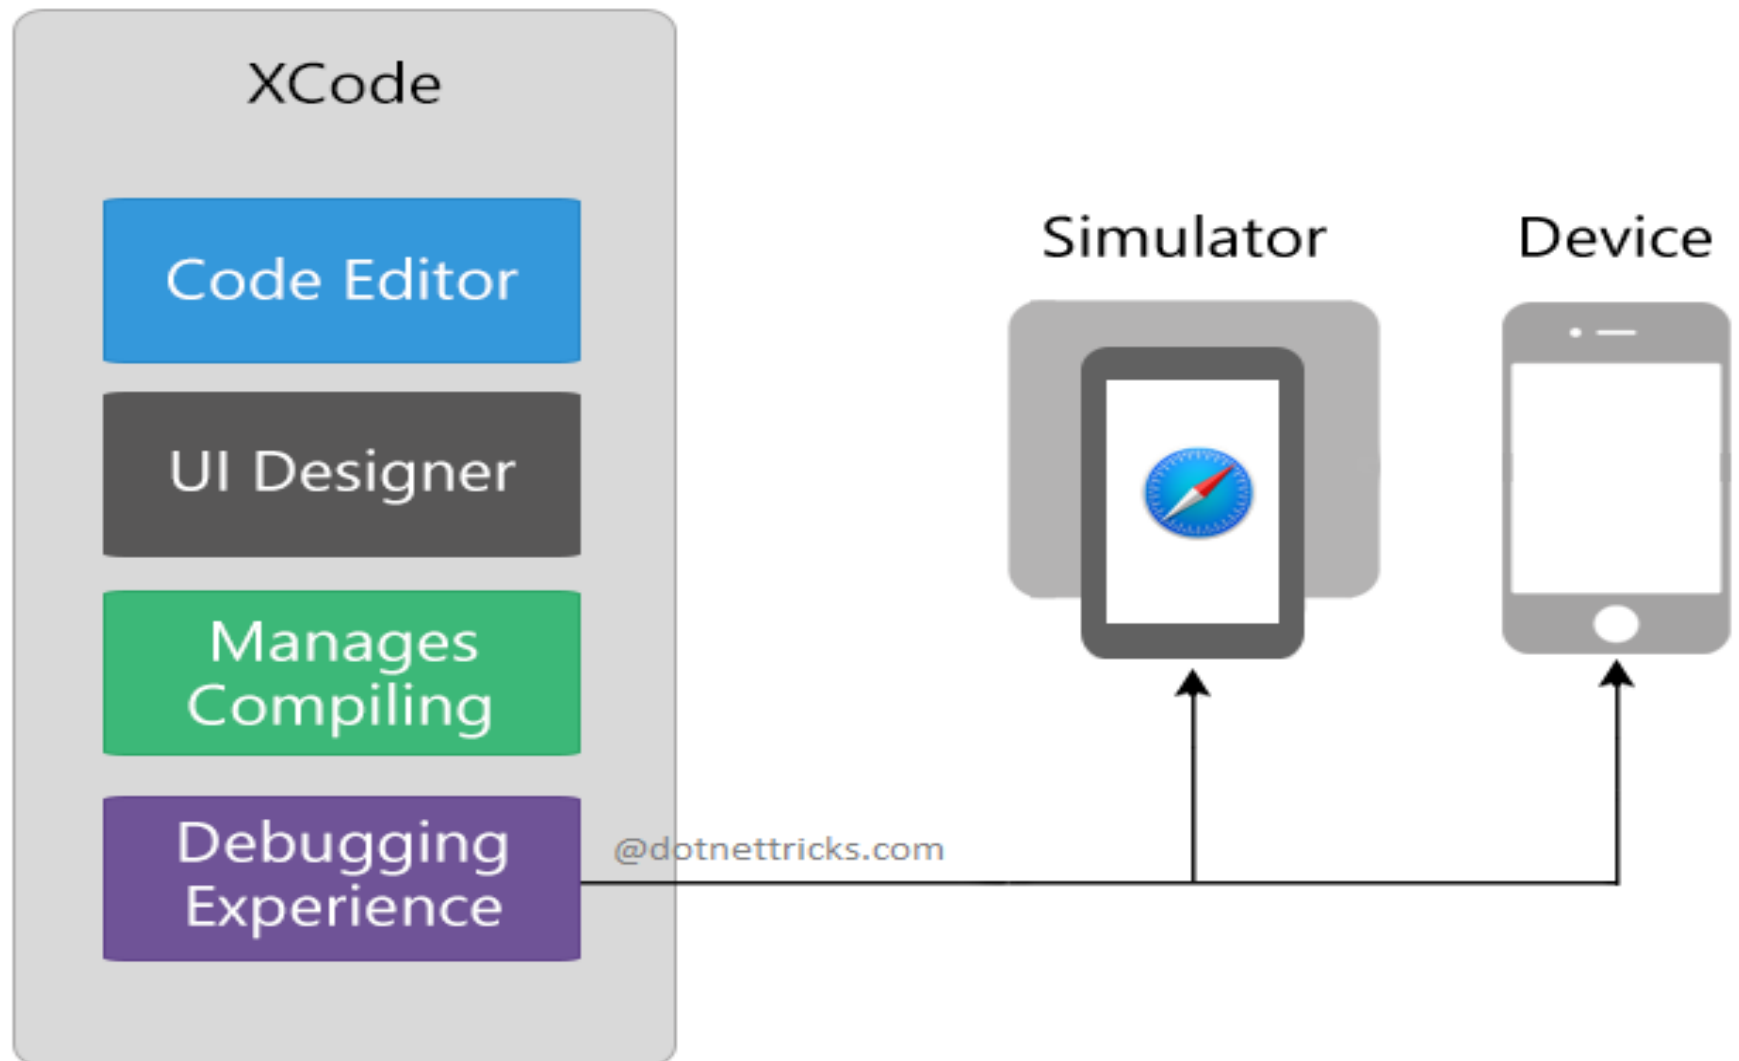 XCode
Code Editor
UI Designer
Manages
Compiling
Debugging
Experience
@dotnettricks.com
Simulator
Device